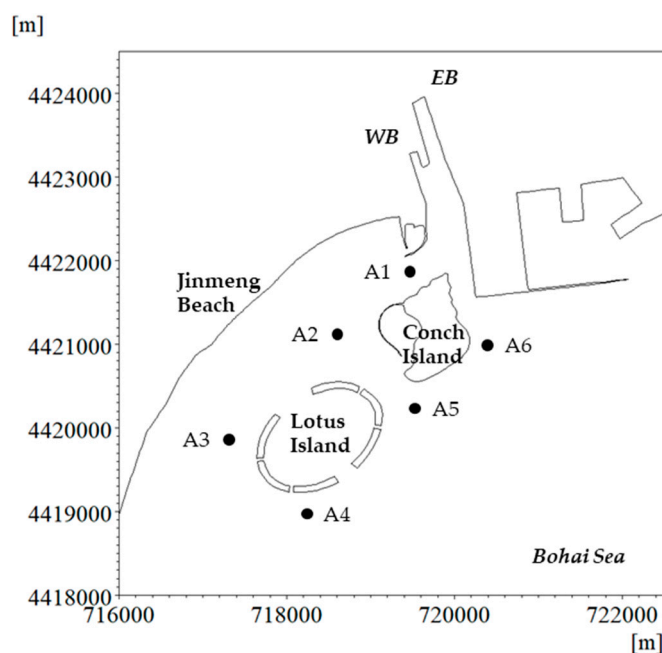 [m]
4424000
EB
WB
4423000
4422000
A1
Jinmeng
Beach
4421000
A2
Conch
Island
A6
A5
4420000
Lotus
Island
A3
4419000
A4
Bohai Sea
4418000
716000
718000
720000
722000
[m]